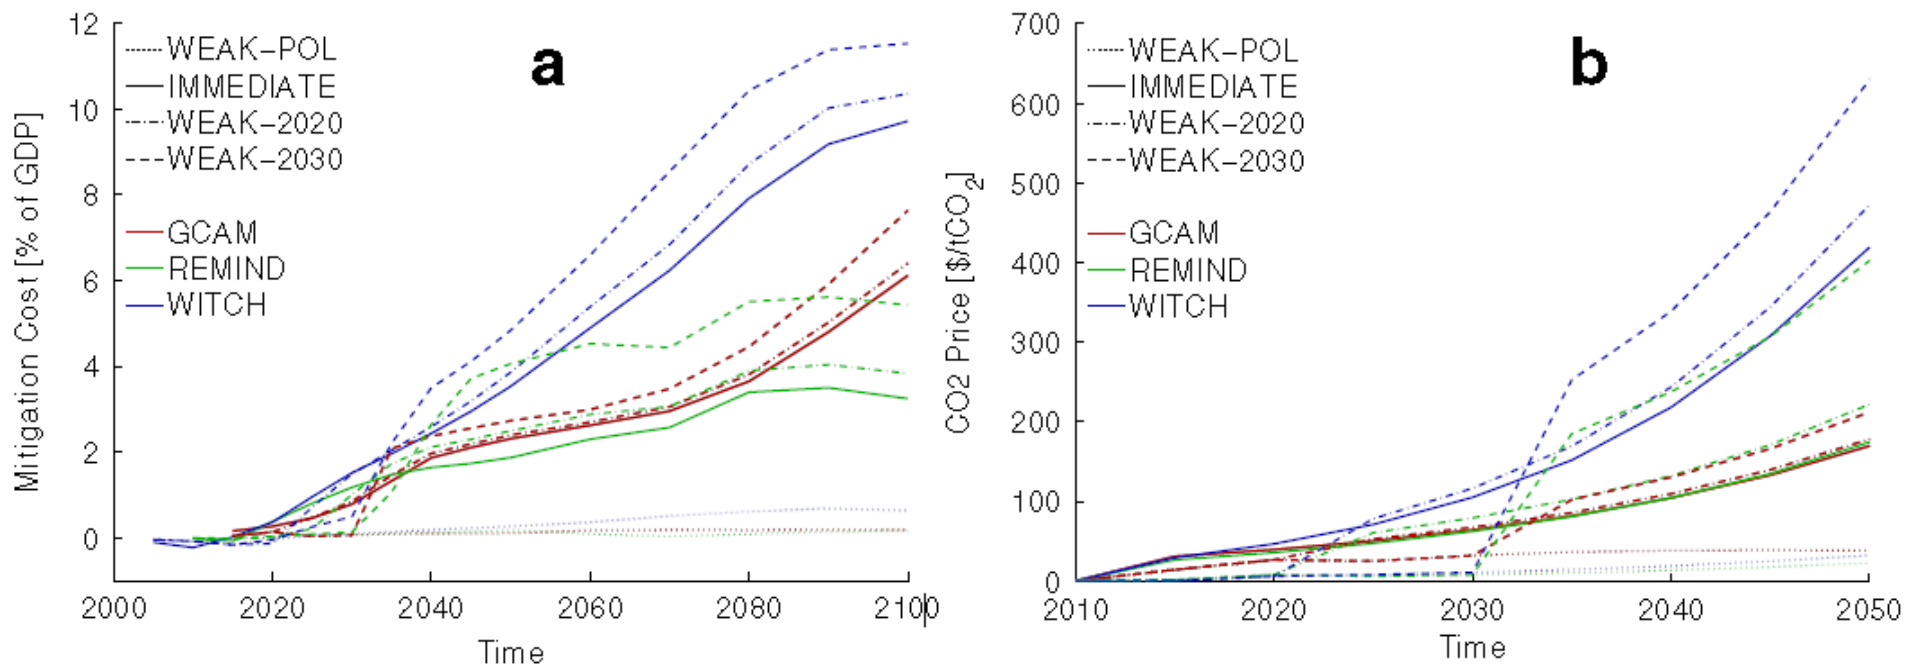 a
Mitigation Cost [% of GDP]
12
10
8
6
4
2
0
WEAK–POL
IMMEDIATE
WEAK–2020
WEAK–2030
GCAM
REMIND
WITCH
2000 2020 2040 2060 2080 2100
Time
b
CO2 Price [$/tCO2]
700
600
500
400
300
200
100
0
WEAK–POL
IMMEDIATE
WEAK–2020
WEAK–2030
GCAM
REMIND
WITCH
2010 2020 2030 2040 2050
Time